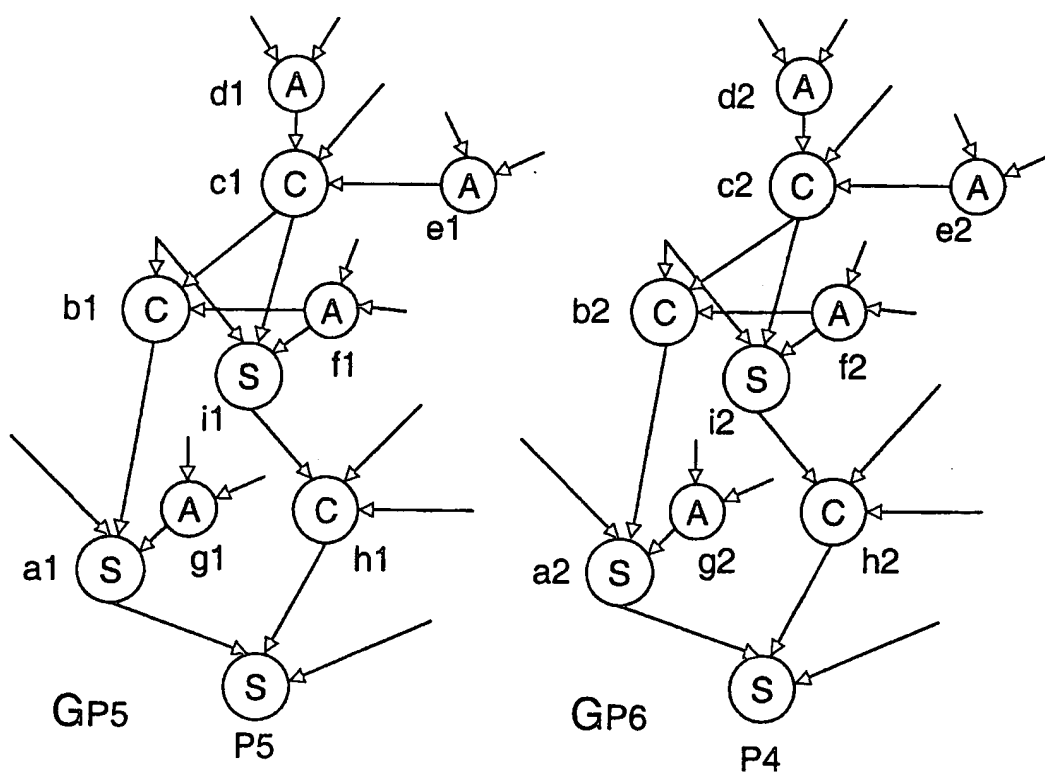 A A
d1 d2
C C
c1 A c2 A
e1 e2
b1 C A b2 C A
f1 f2
S S
i1 i2
A C A C
g1 h1 g2 h2
a1 S a2 S
S S
GP5 GP6
P5 P4